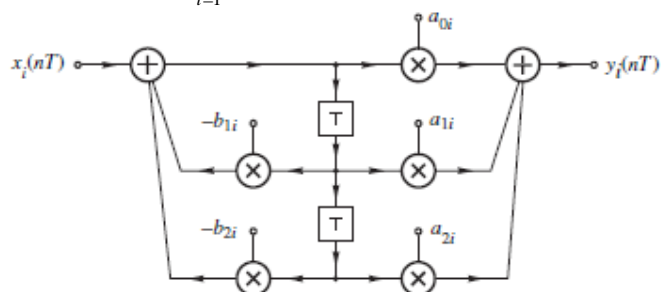 i=1
a0i
xi(nT) + × + yi(nT)
T
−b1i a1i
× ×
T
−b2i a2i
× ×